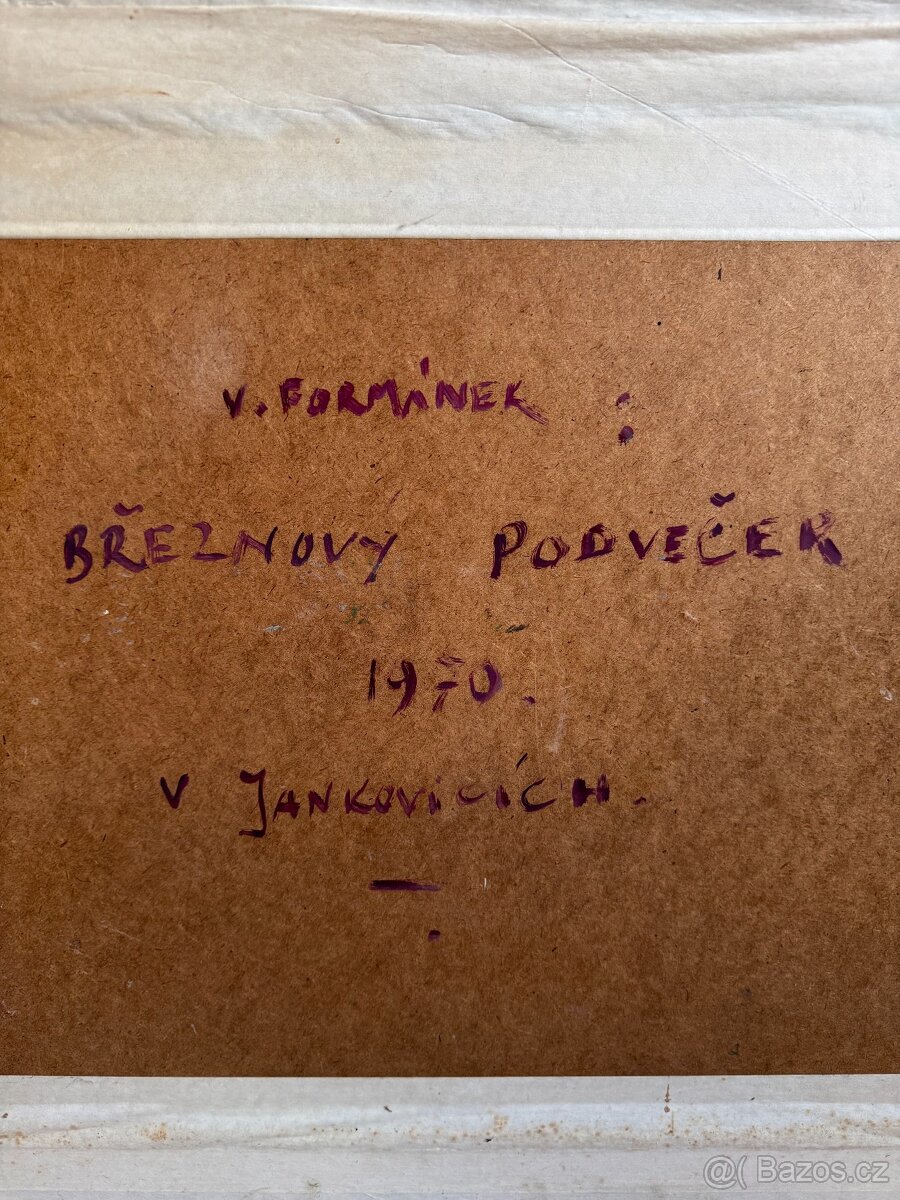 V. FORMÁNEK :
BŘEZNOVÝ PODVEČER
1970.
V JANKOVICÍCH.
—
@( Bazos.cz